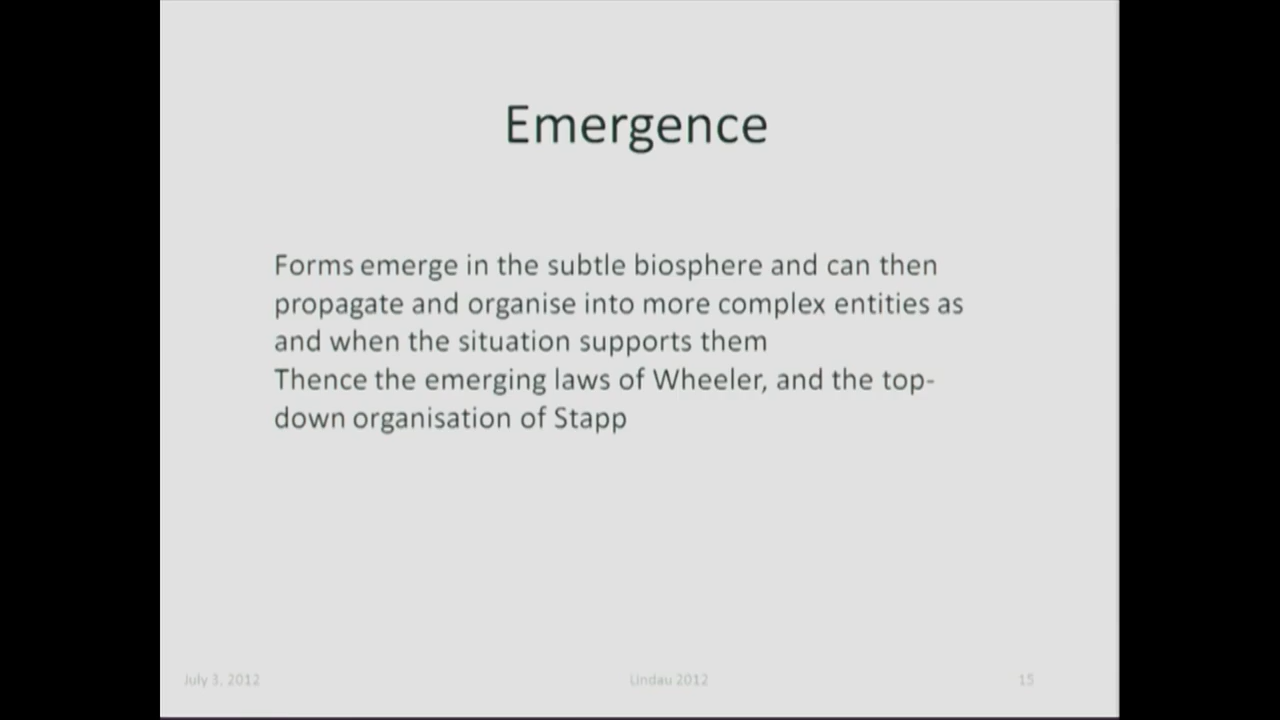 Emergence
Forms emerge in the subtle biosphere and can then
propagate and organise into more complex entities as
and when the situation supports them
Thence the emerging laws of Wheeler, and the top-
down organisation of Stapp
July 3, 2012
Lindau 2012
15